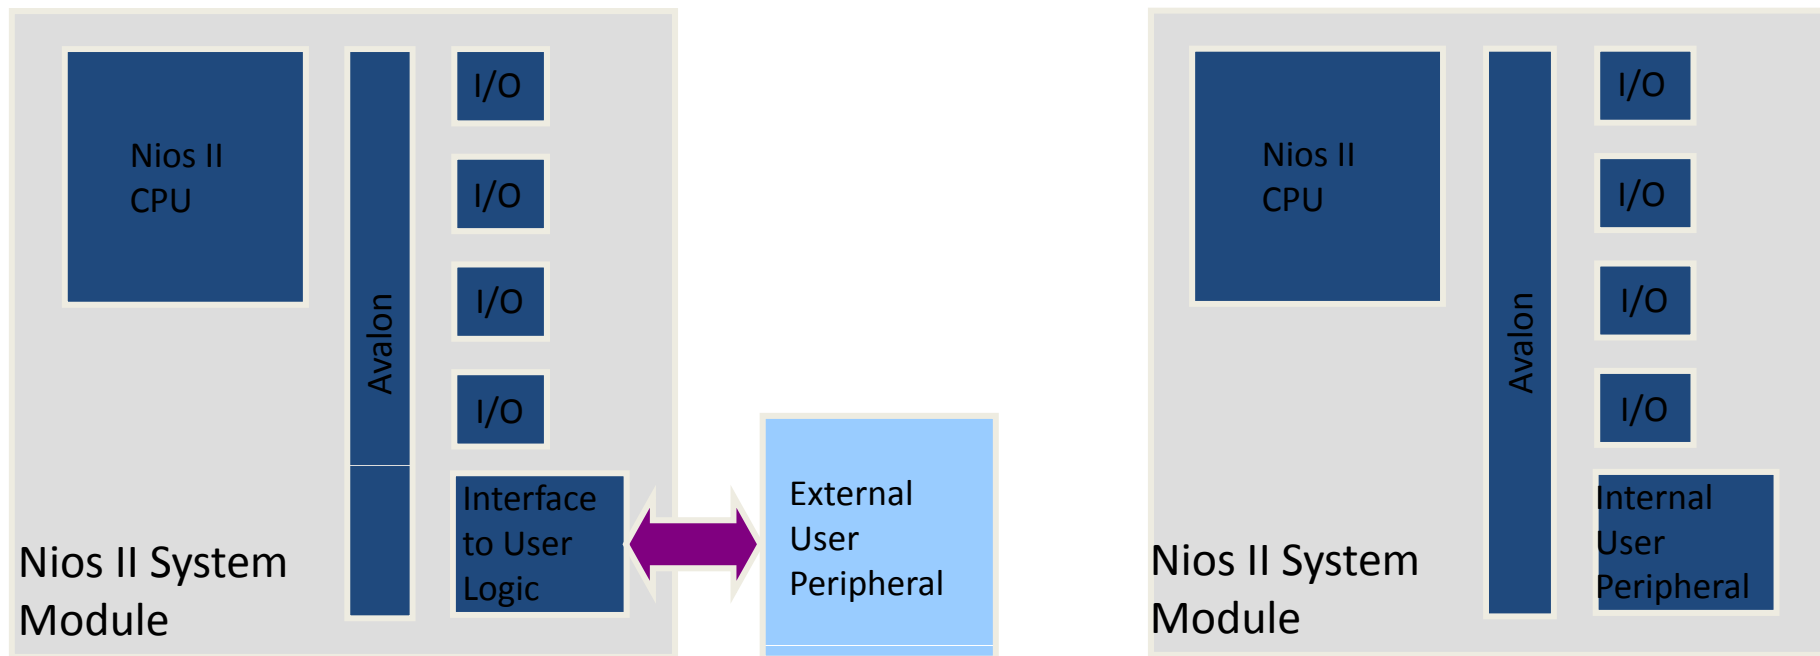 Nios II
CPU
Avalon
I/O
I/O
I/O
I/O
Interface
to User
Logic
Nios II System
Module
External
User
Peripheral
Nios II
CPU
Avalon
I/O
I/O
I/O
I/O
Internal
User
Peripheral
Nios II System
Module